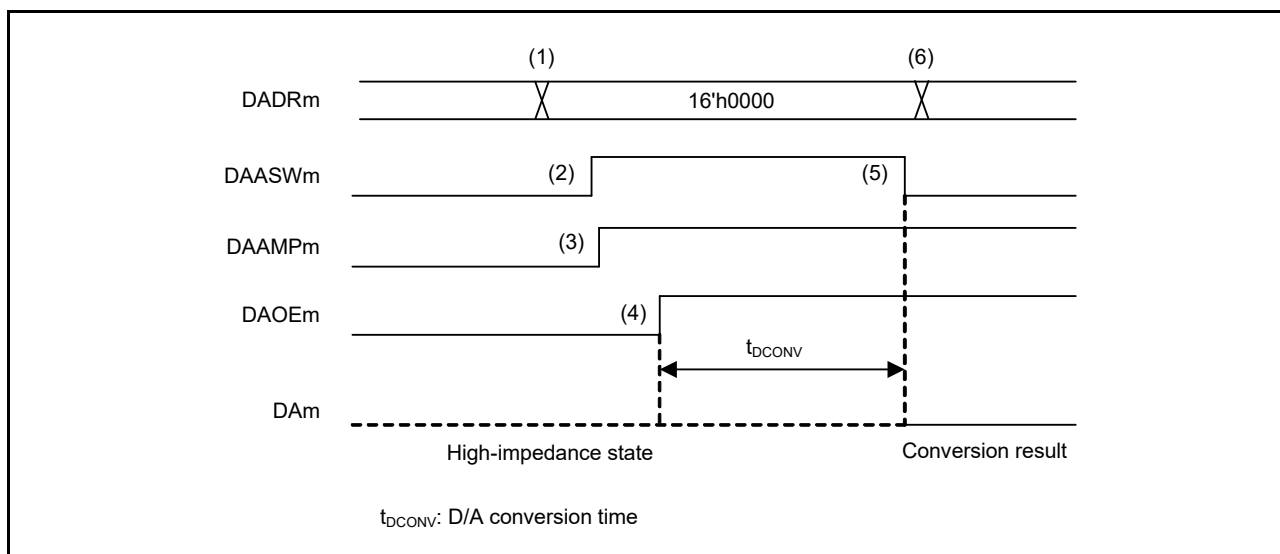 (1) (6)
DADRm 16'h0000
DAASWm (2) (5)
DAAMPm (3)
DAOEm (4)
tDCONV
DAm
High-impedance state Conversion result
tDCONV: D/A conversion time